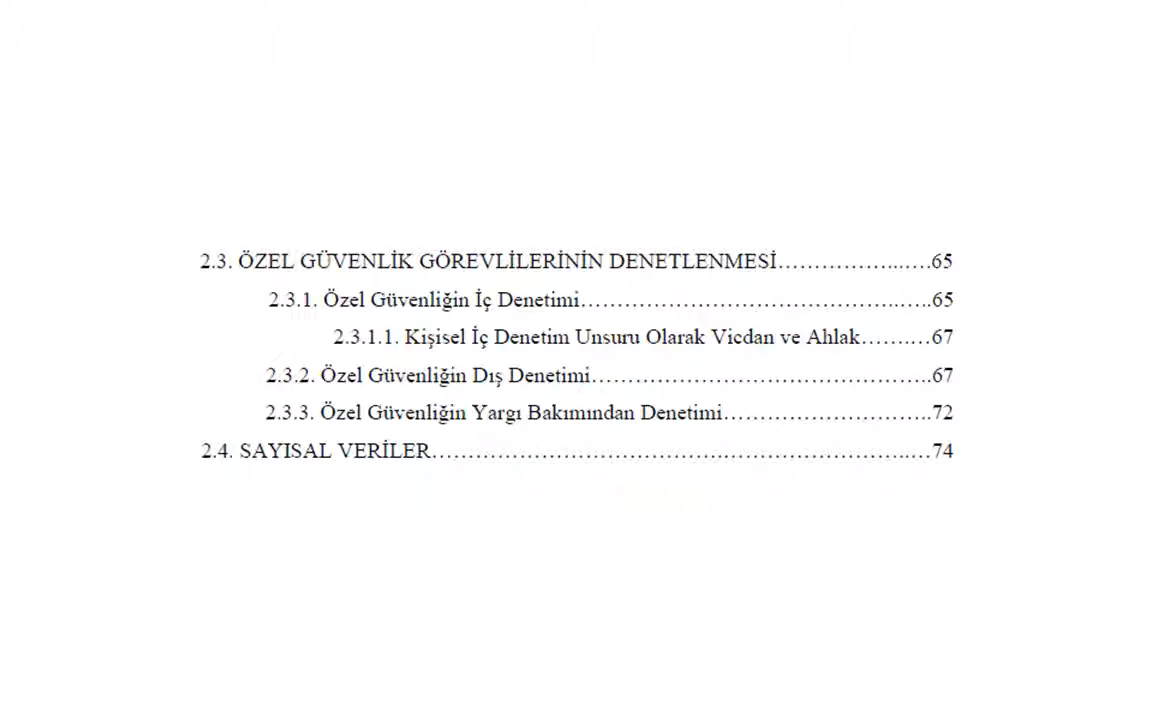 2.3. ÖZEL GÜVENLİK GÖREVLİLERİNİN DENETLENMESİ……………...….65
2.3.1. Özel Güvenliğin İç Denetimi……………………………………..…..65
2.3.1.1. Kişisel İç Denetim Unsuru Olarak Vicdan ve Ahlak…….…67
2.3.2. Özel Güvenliğin Dış Denetimi……………………………………….67
2.3.3. Özel Güvenliğin Yargı Bakımından Denetimi……………………….72
2.4. SAYISAL VERİLER……………………………………………………..…74